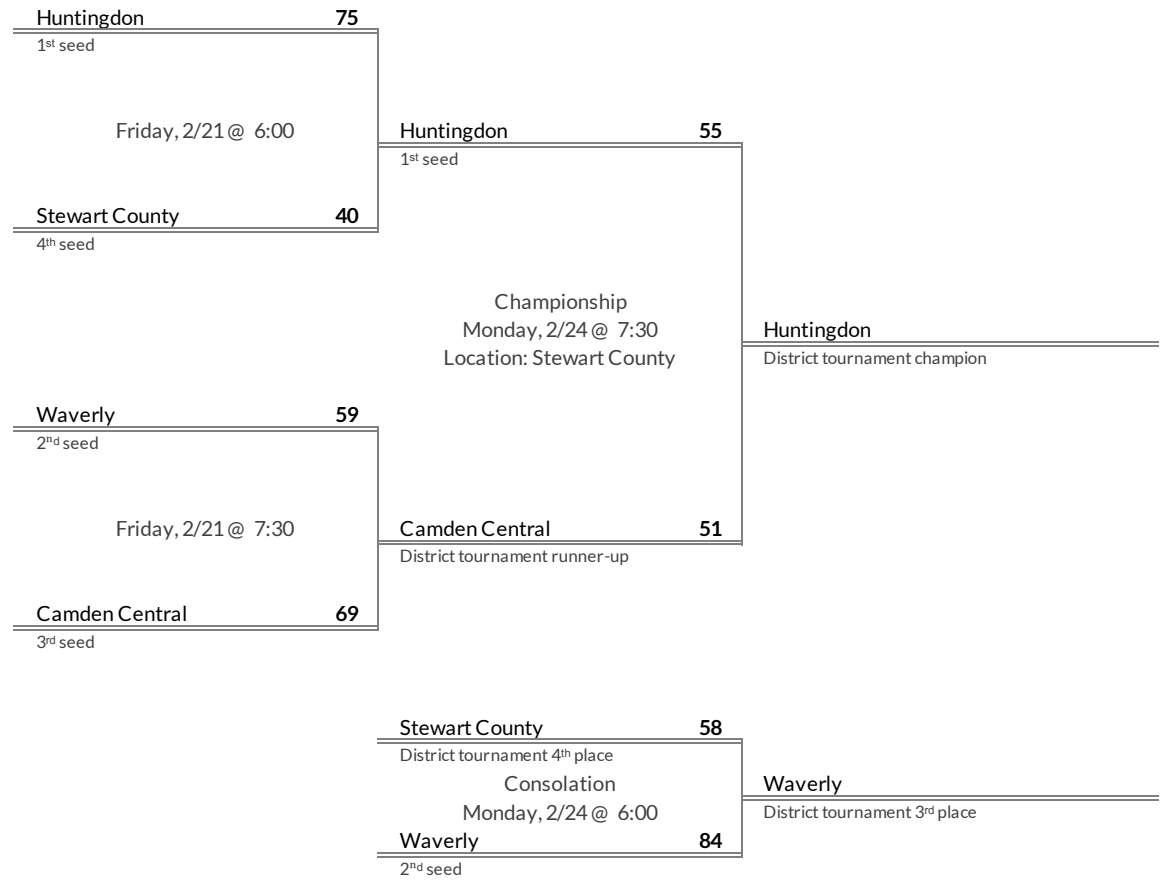 Huntingdon 75
1st seed
Friday, 2/21 @ 6:00
Stewart County 40
4th seed
Huntingdon 55
1st seed
Championship
Monday, 2/24 @ 7:30
Location: Stewart County
Huntingdon
District tournament champion
Waverly 59
2nd seed
Friday, 2/21 @ 7:30
Camden Central 69
3rd seed
Camden Central 51
District tournament runner-up
Stewart County 58
District tournament 4th place
Consolation
Monday, 2/24 @ 6:00
Waverly 84
2nd seed
Waverly
District tournament 3rd place